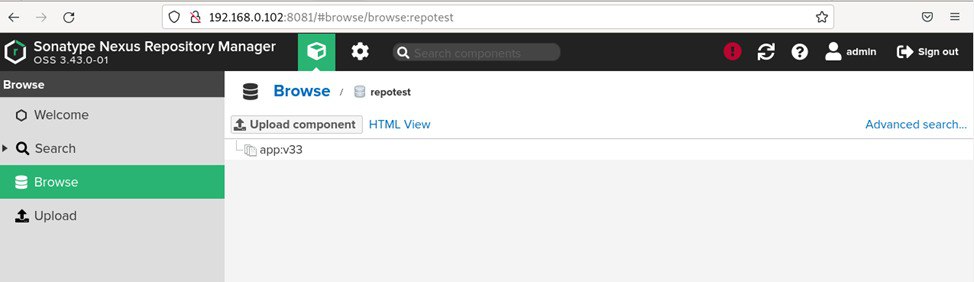 192.168.0.102:8081/#browse/browse:repotest
Sonatype Nexus Repository Manager
OSS 3.43.0-01
Search components
admin
Sign out
Browse
Welcome
Search
Browse
Upload
Browse / repotest
Upload component
HTML View
Advanced search...
app:v33